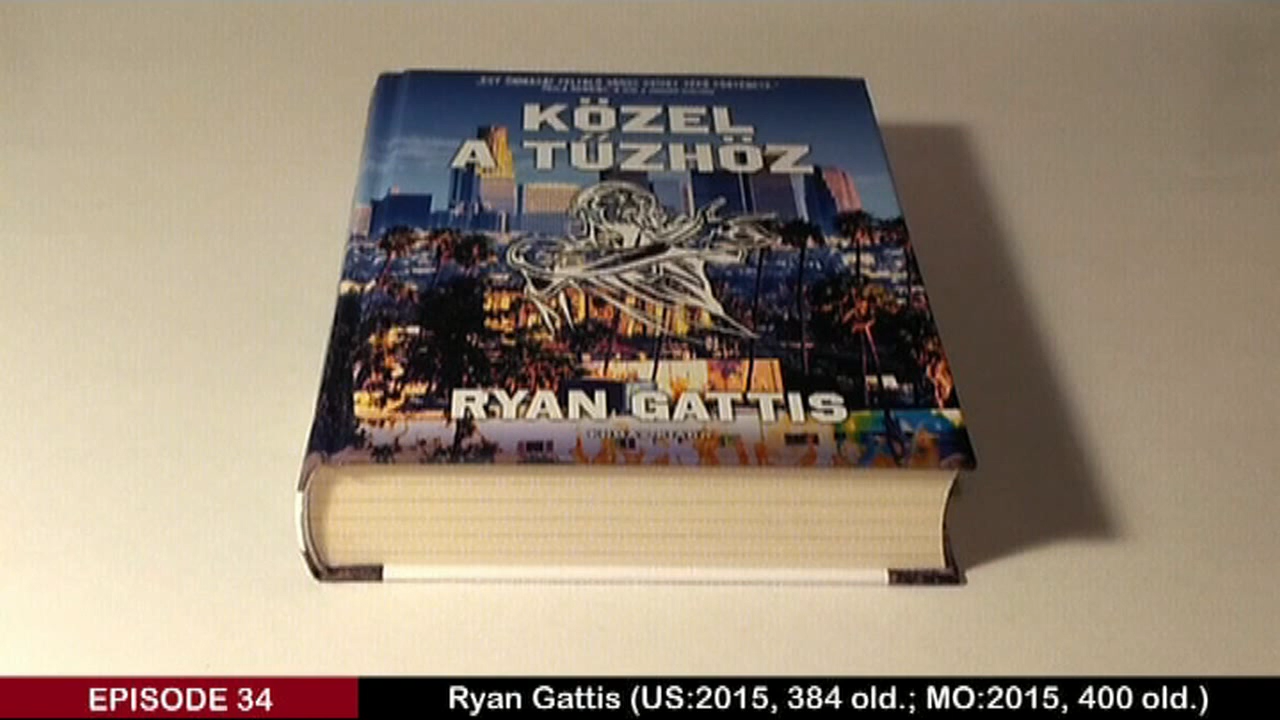 KÖZEL
A TŰZHÖZ
RYAN GATTIS
EPISODE 34
Ryan Gattis (US:2015, 384 old.; MO:2015, 400 old.)